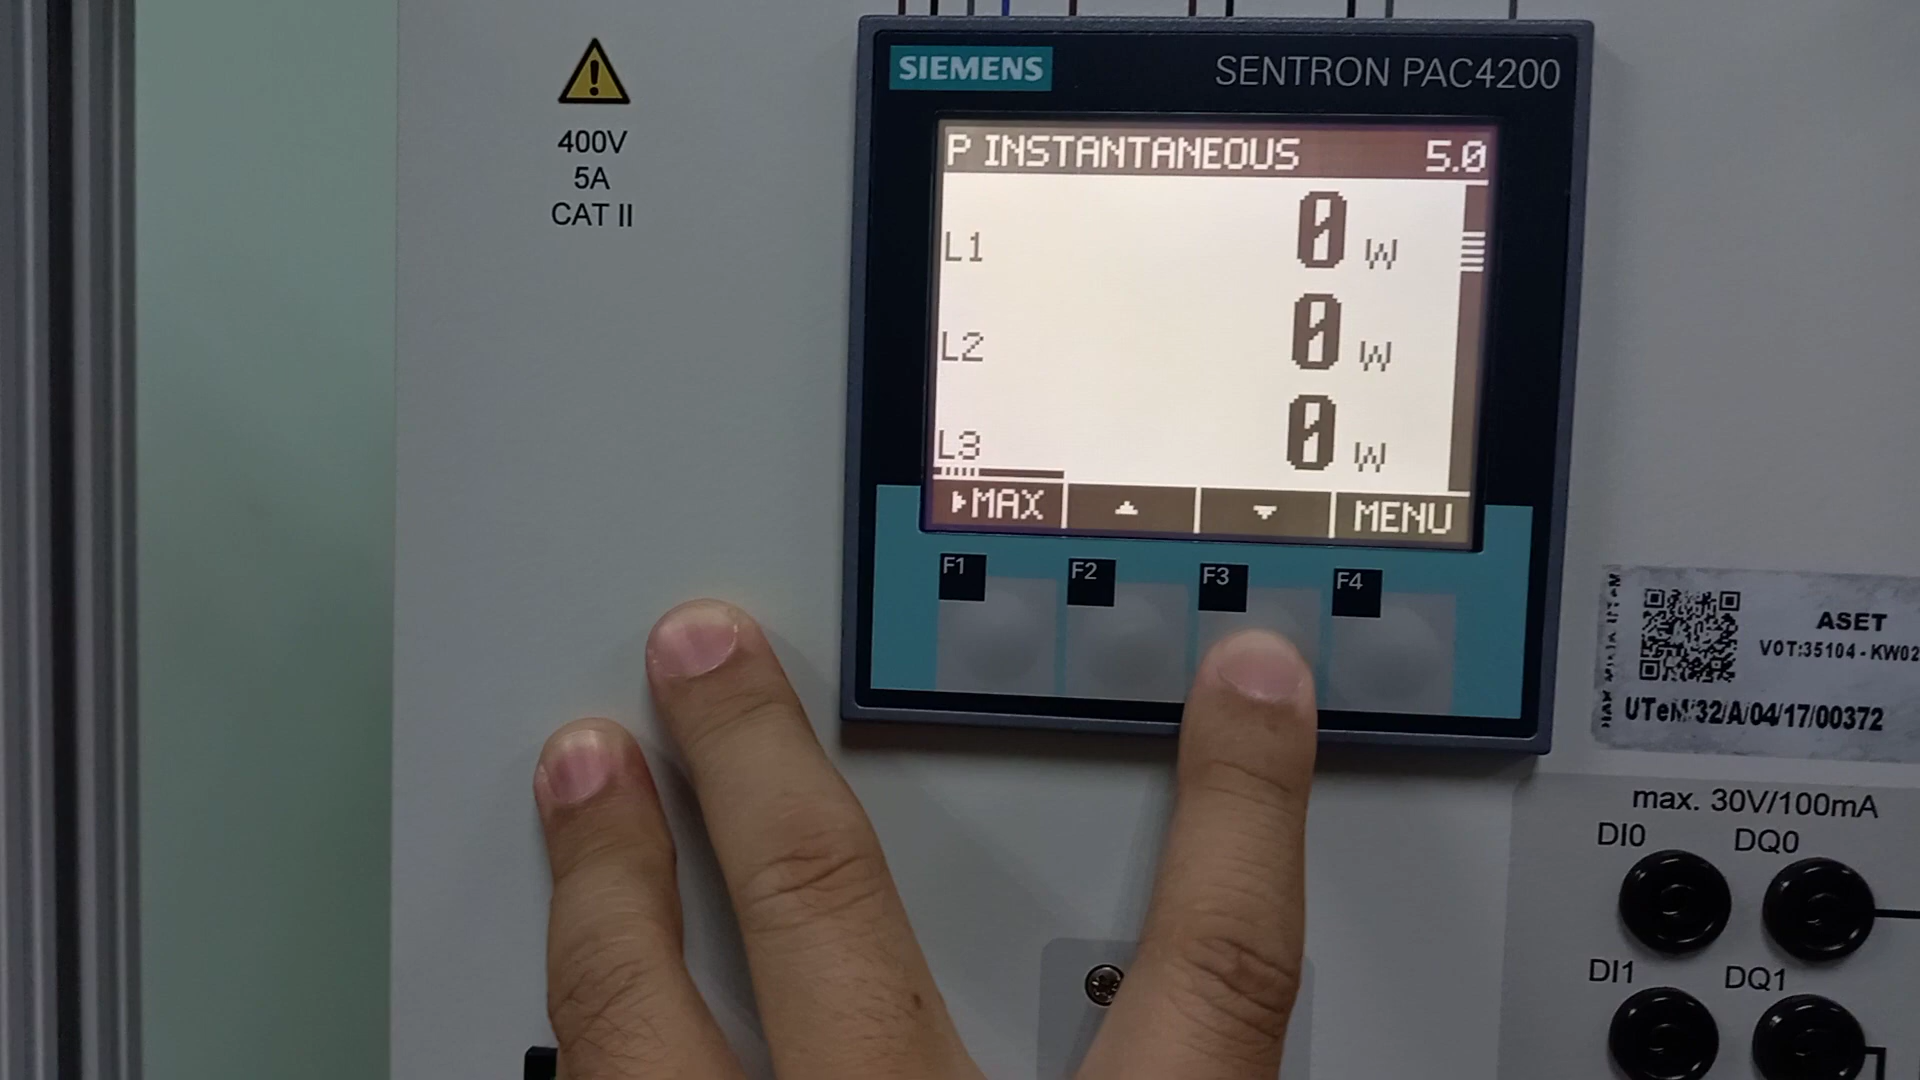 400V
5A
CAT II
SIEMENS
SENTRON PAC4200
P INSTANTANEOUS 5.0
L1 0 W
L2 0 W
L3 0 W
▸MAX ▲ ▼ MENU
F1 F2 F3 F4
ASET
VOT:35104 - KW02
UTeM/32/A/04/17/00372
max. 30V/100mA
DI0 DQ0
DI1 DQ1